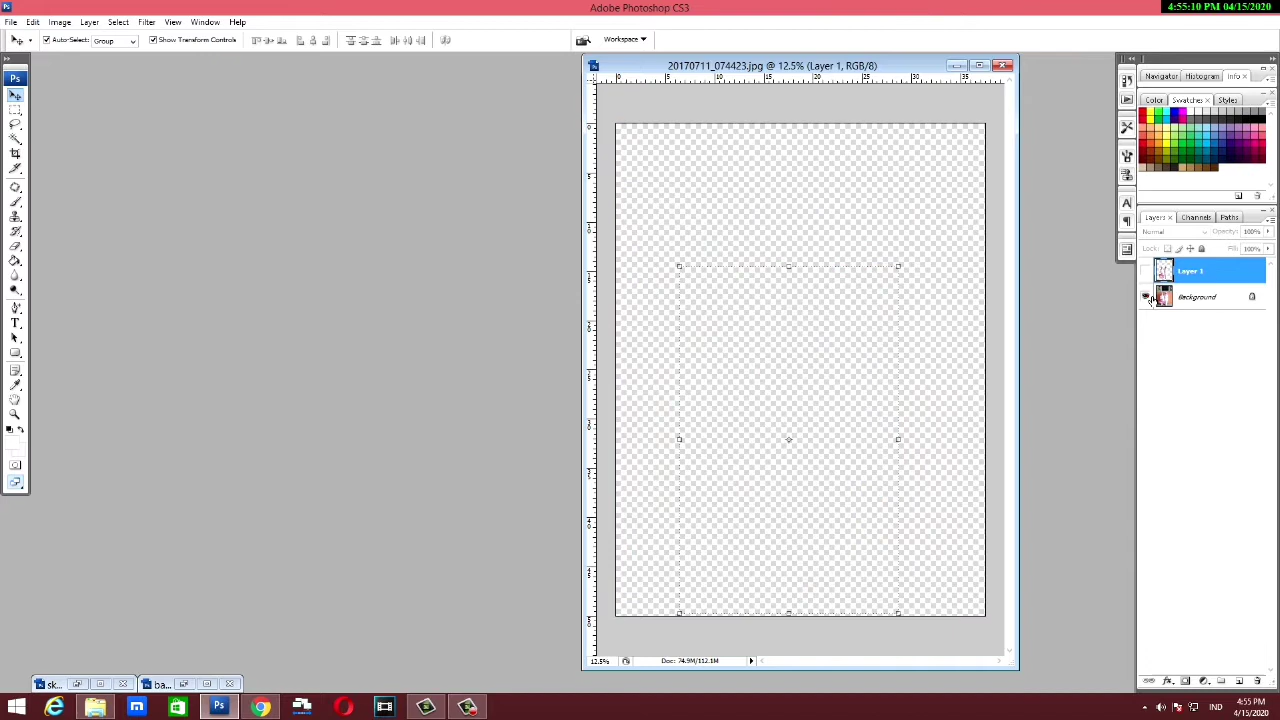 Adobe Photoshop CS3
4:55:10 PM 04/15/2020
File Edit Image Layer Select Filter View Window Help
Auto-Select: Group Show Transform Controls Workspace
20170711_074423.jpg @ 12.5% (Layer 1, RGB/8)
Navigator Histogram Info
Color Swatches Styles
Layers Channels Paths
Normal Opacity: 100%
Lock: Fill: 100%
Layer 1
Background
12.5% Doc: 74.9M/112.1M
sk... ba...
IND 4:55 PM
4/15/2020